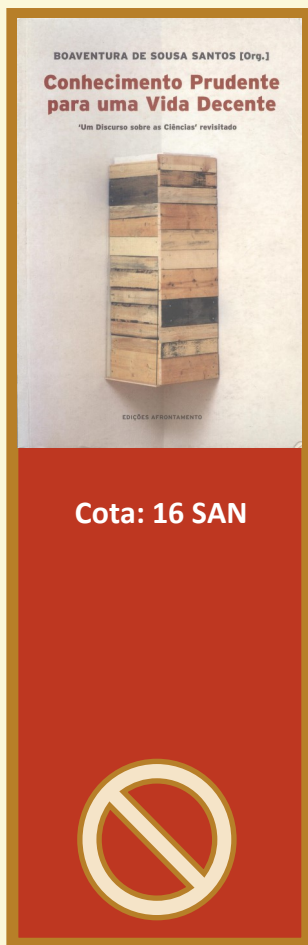 BOAVENTURA DE SOUSA SANTOS [Org.]
Conhecimento Prudente
para uma Vida Decente
'Um Discurso sobre as Ciências' revisitado
EDIÇÕES AFRONTAMENTO
Cota: 16 SAN